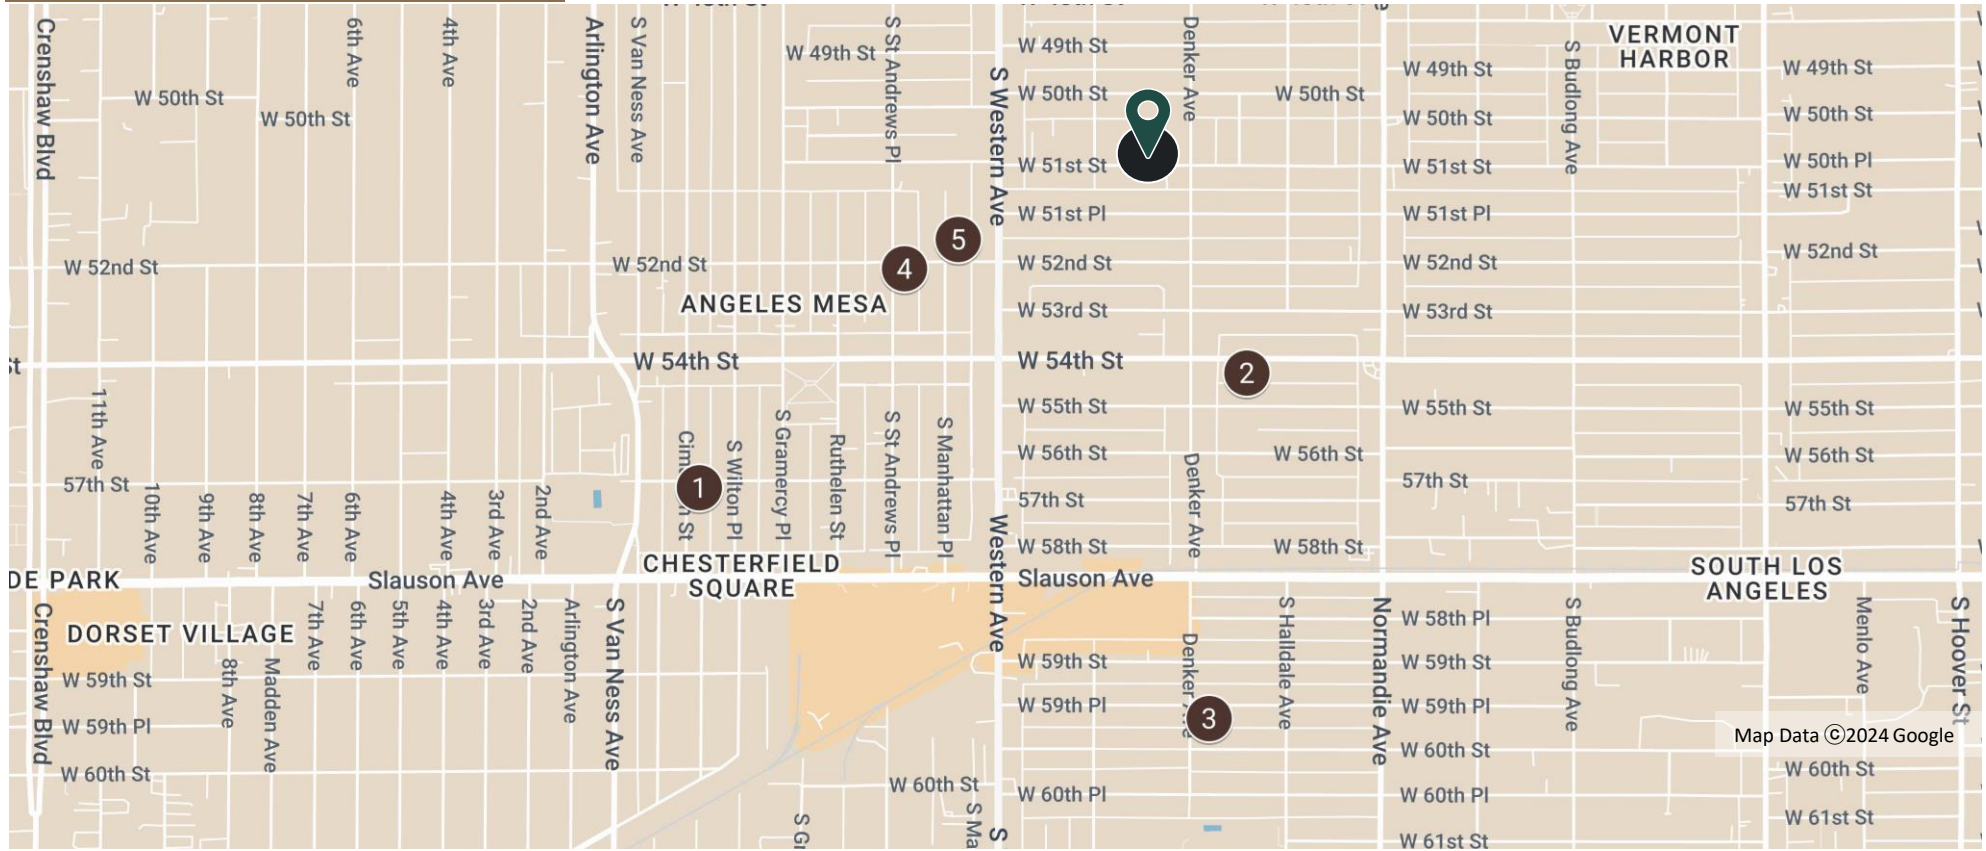 Crenshaw Blvd
6th Ave
4th Ave
Arlington Ave
S Van Ness Ave
W 49th St
S St Andrews Pl
S Western Ave
W 49th St
Denker Ave
W 49th St
S Budlong Ave
VERMONT
HARBOR
W 49th St
W 50th St
W 50th St
W 50th St
W 50th St
W 50th St
W 50th St
W 50th Pl
W 51st St
W 51st St
W 51st St
W 51st Pl
W 51st Pl
5
4
W 52nd St
W 52nd St
W 52nd St
W 52nd St
W 52nd St
ANGELES MESA
W 53rd St
W 53rd St
W 54th St
W 54th St
2
11th Ave
W 55th St
W 55th St
W 55th St
S Wilton Pl
S Gramercy Pl
Ruthelen St
S St Andrews Pl
S Manhattan Pl
W 56th St
Denker Ave
W 56th St
W 56th St
57th St
1
57th St
57th St
57th St
10th Ave
9th Ave
8th Ave
7th Ave
6th Ave
4th Ave
3rd Ave
2nd Ave
Western Ave
W 58th St
W 58th St
CHESTERFIELD
SQUARE
SOUTH LOS
ANGELES
DE PARK
Slauson Ave
Slauson Ave
Crenshaw Blvd
DORSET VILLAGE
7th Ave
6th Ave
5th Ave
4th Ave
3rd Ave
2nd Ave
Arlington Ave
S Van Ness Ave
S Halldale Ave
Normandie Ave
W 58th Pl
S Budlong Ave
Menlo Ave
S Hoover St
W 59th St
8th Ave
Madden Ave
W 59th St
Denker Ave
W 59th St
W 59th Pl
W 59th Pl
3
W 59th Pl
Map Data ©2024 Google
W 60th St
W 60th St
W 60th St
W 60th St
W 60th Pl
W 60th Pl
S Gr
S Ma
S
W 61st St
W 61st St